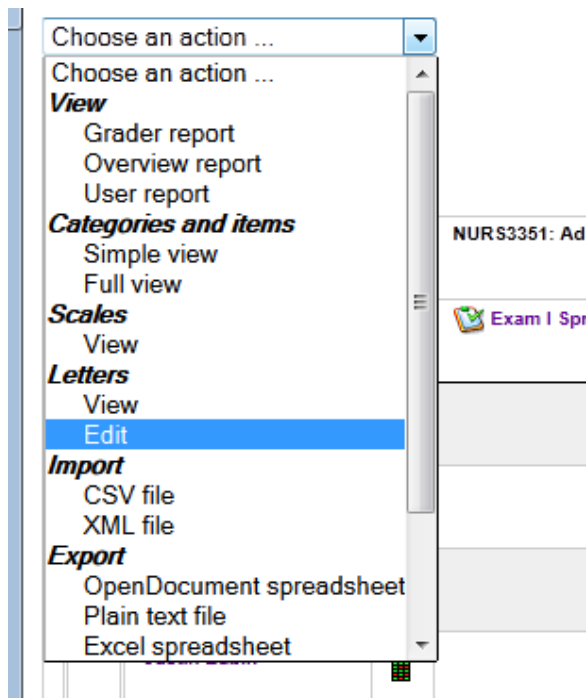 Choose an action ...
Choose an action ...
View
Grader report
Overview report
User report
Categories and items
Simple view
Full view
Scales
View
Letters
View
Edit
Import
CSV file
XML file
Export
OpenDocument spreadsheet
Plain text file
Excel spreadsheet
NURS3351: Ad
Exam I Spr